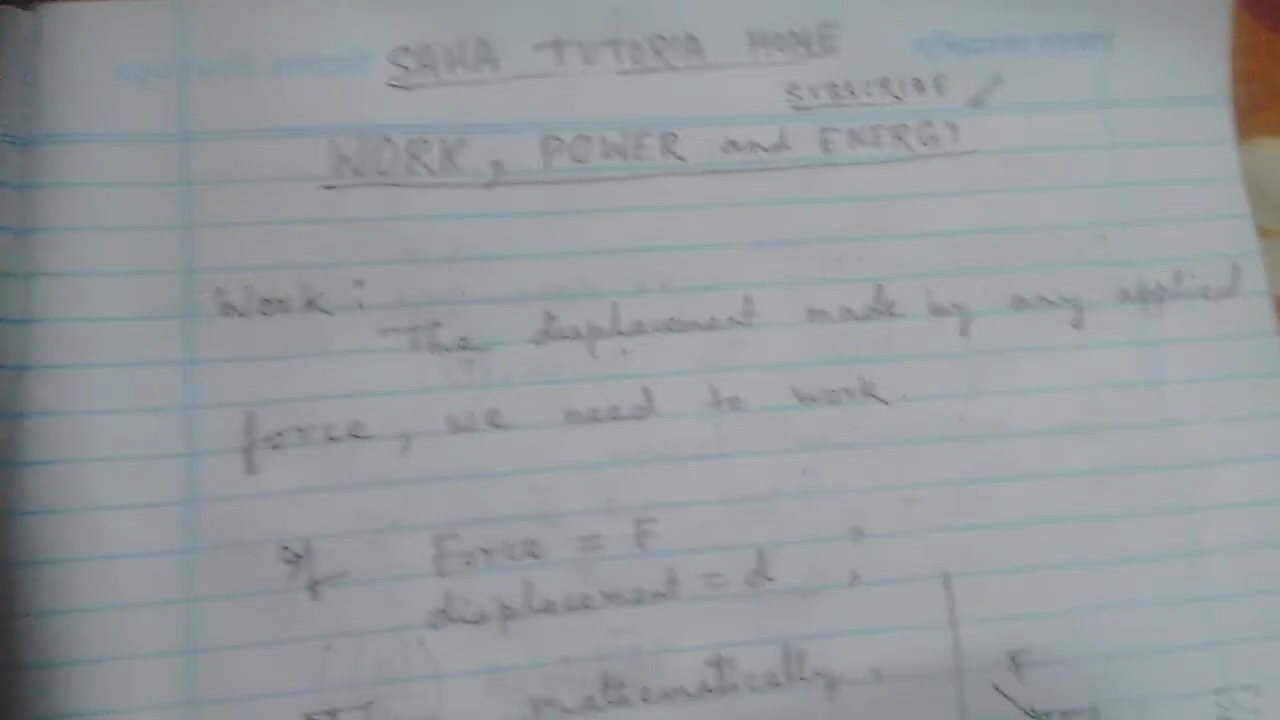 SAHA TUTORIA HOME
SUBSCRIBE
WORK, POWER and ENERGY
Work:
The displacement made by any applied
force, we need to work.
If Force = F ,
displacement = d ,
mathematically,
F